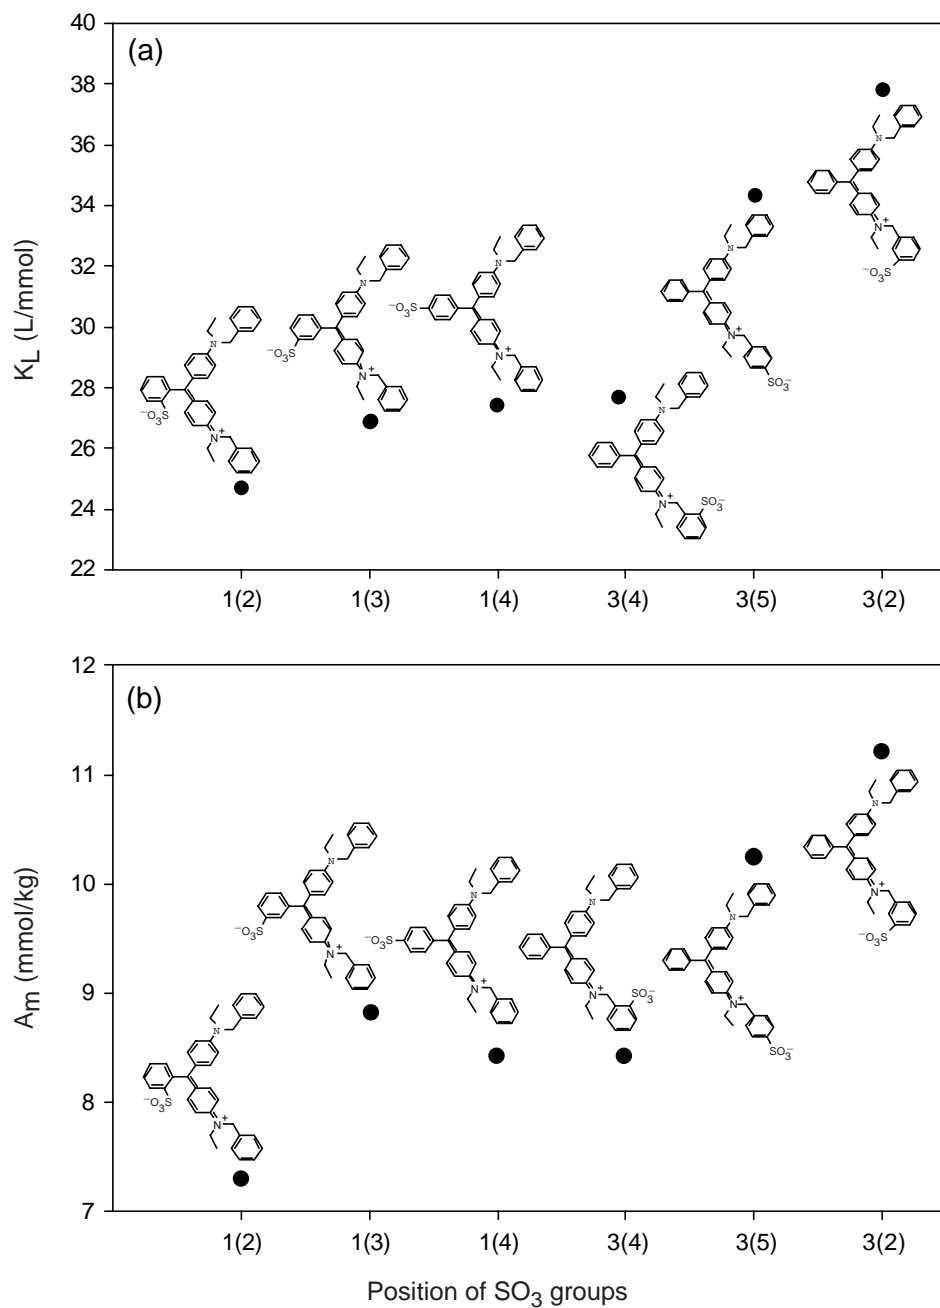 40
(a)
38
36
34
32
30
28
26
24
22
K_L (L/mmol)
N
N
+
⁻O₃S
N
N
+
⁻O₃S
N
N
+
⁻O₃S
N
N
+
SO₃⁻
N
N
+
SO₃⁻
N
N
+
⁻O₃S
1(2) 1(3) 1(4) 3(4) 3(5) 3(2)
12
(b)
11
10
9
8
7
A_m (mmol/kg)
N
N
+
⁻O₃S
N
N
+
⁻O₃S
N
N
+
⁻O₃S
N
N
+
SO₃⁻
N
N
+
SO₃⁻
N
N
+
⁻O₃S
1(2) 1(3) 1(4) 3(4) 3(5) 3(2)
Position of SO₃ groups